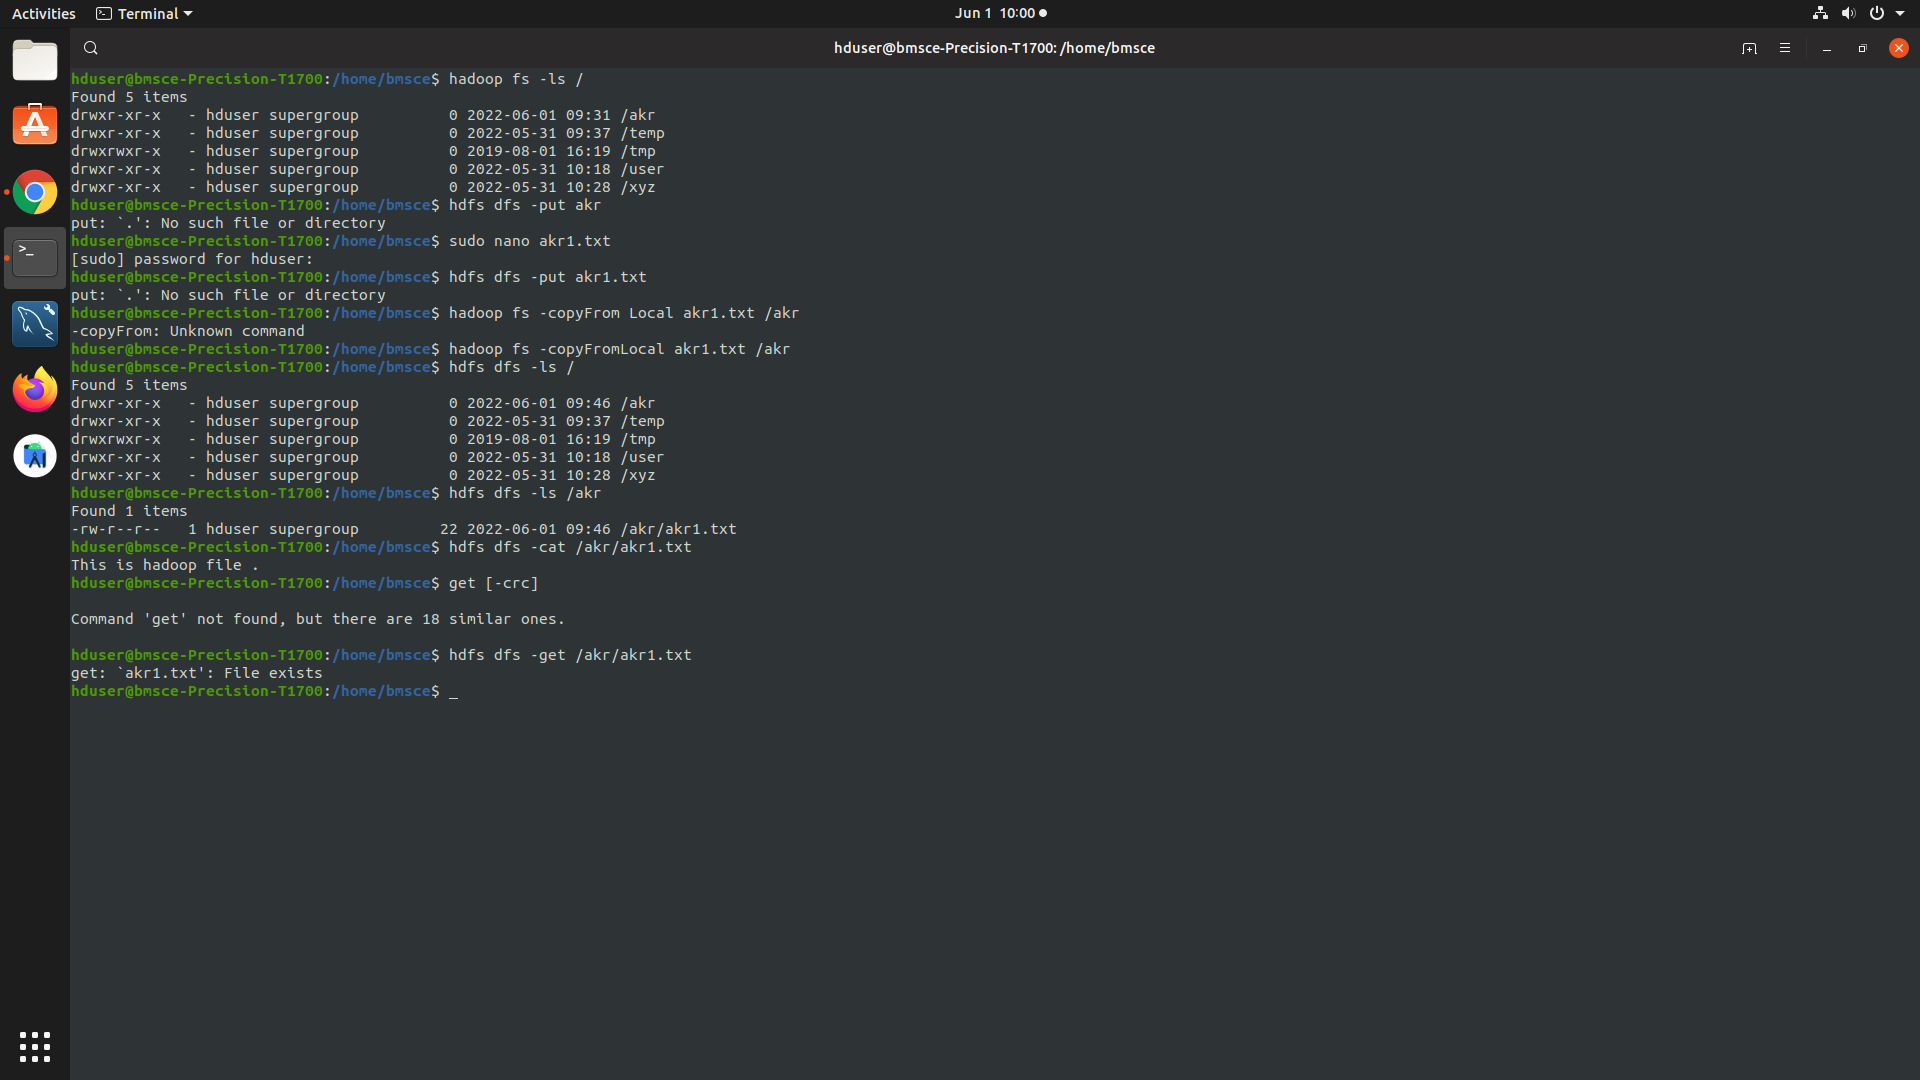 Activities Terminal Jun 1 10:00
hduser@bmsce-Precision-T1700: /home/bmsce
hduser@bmsce-Precision-T1700:/home/bmsce$ hadoop fs -ls /
Found 5 items
drwxr-xr-x   - hduser supergroup          0 2022-06-01 09:31 /akr
drwxr-xr-x   - hduser supergroup          0 2022-05-31 09:37 /temp
drwxrwxr-x   - hduser supergroup          0 2019-08-01 16:19 /tmp
drwxr-xr-x   - hduser supergroup          0 2022-05-31 10:18 /user
drwxr-xr-x   - hduser supergroup          0 2022-05-31 10:28 /xyz
hduser@bmsce-Precision-T1700:/home/bmsce$ hdfs dfs -put akr
put: `.': No such file or directory
hduser@bmsce-Precision-T1700:/home/bmsce$ sudo nano akr1.txt
[sudo] password for hduser:
hduser@bmsce-Precision-T1700:/home/bmsce$ hdfs dfs -put akr1.txt
put: `.': No such file or directory
hduser@bmsce-Precision-T1700:/home/bmsce$ hadoop fs -copyFrom Local akr1.txt /akr
-copyFrom: Unknown command
hduser@bmsce-Precision-T1700:/home/bmsce$ hadoop fs -copyFromLocal akr1.txt /akr
hduser@bmsce-Precision-T1700:/home/bmsce$ hdfs dfs -ls /
Found 5 items
drwxr-xr-x   - hduser supergroup          0 2022-06-01 09:46 /akr
drwxr-xr-x   - hduser supergroup          0 2022-05-31 09:37 /temp
drwxrwxr-x   - hduser supergroup          0 2019-08-01 16:19 /tmp
drwxr-xr-x   - hduser supergroup          0 2022-05-31 10:18 /user
drwxr-xr-x   - hduser supergroup          0 2022-05-31 10:28 /xyz
hduser@bmsce-Precision-T1700:/home/bmsce$ hdfs dfs -ls /akr
Found 1 items
-rw-r--r--   1 hduser supergroup         22 2022-06-01 09:46 /akr/akr1.txt
hduser@bmsce-Precision-T1700:/home/bmsce$ hdfs dfs -cat /akr/akr1.txt
This is hadoop file .
hduser@bmsce-Precision-T1700:/home/bmsce$ get [-crc]
Command 'get' not found, but there are 18 similar ones.
hduser@bmsce-Precision-T1700:/home/bmsce$ hdfs dfs -get /akr/akr1.txt
get: `akr1.txt': File exists
hduser@bmsce-Precision-T1700:/home/bmsce$ _